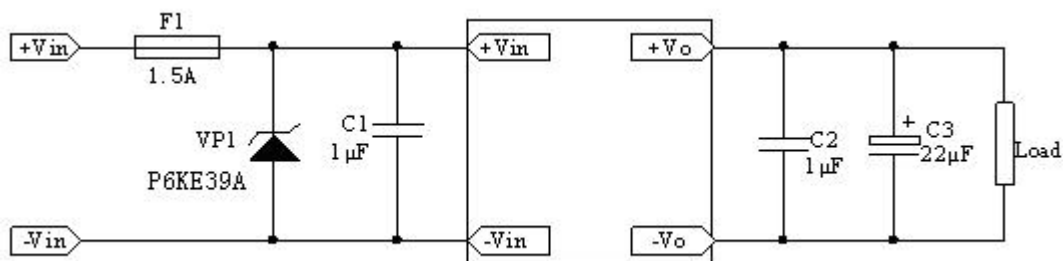 F1
+Vin
+Vin
+Vo
1.5A
C1
1μF
VP1
P6KE39A
C2
1μF
+
C3
22μF
Load
-Vin
-Vin
-Vo